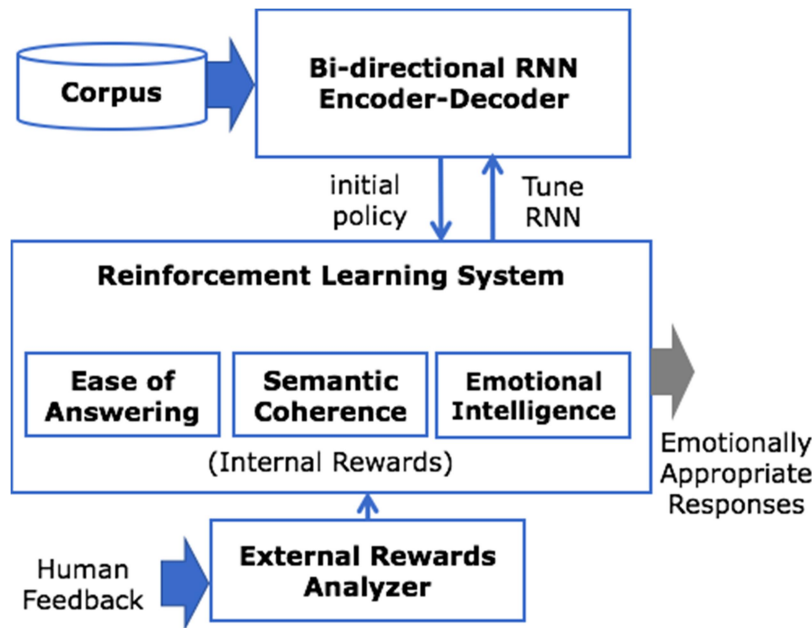 Corpus
Bi-directional RNN
Encoder-Decoder
initial
policy
Tune
RNN
Reinforcement Learning System
Ease of
Answering
Semantic
Coherence
Emotional
Intelligence
(Internal Rewards)
Emotionally
Appropriate
Responses
Human
Feedback
External Rewards
Analyzer